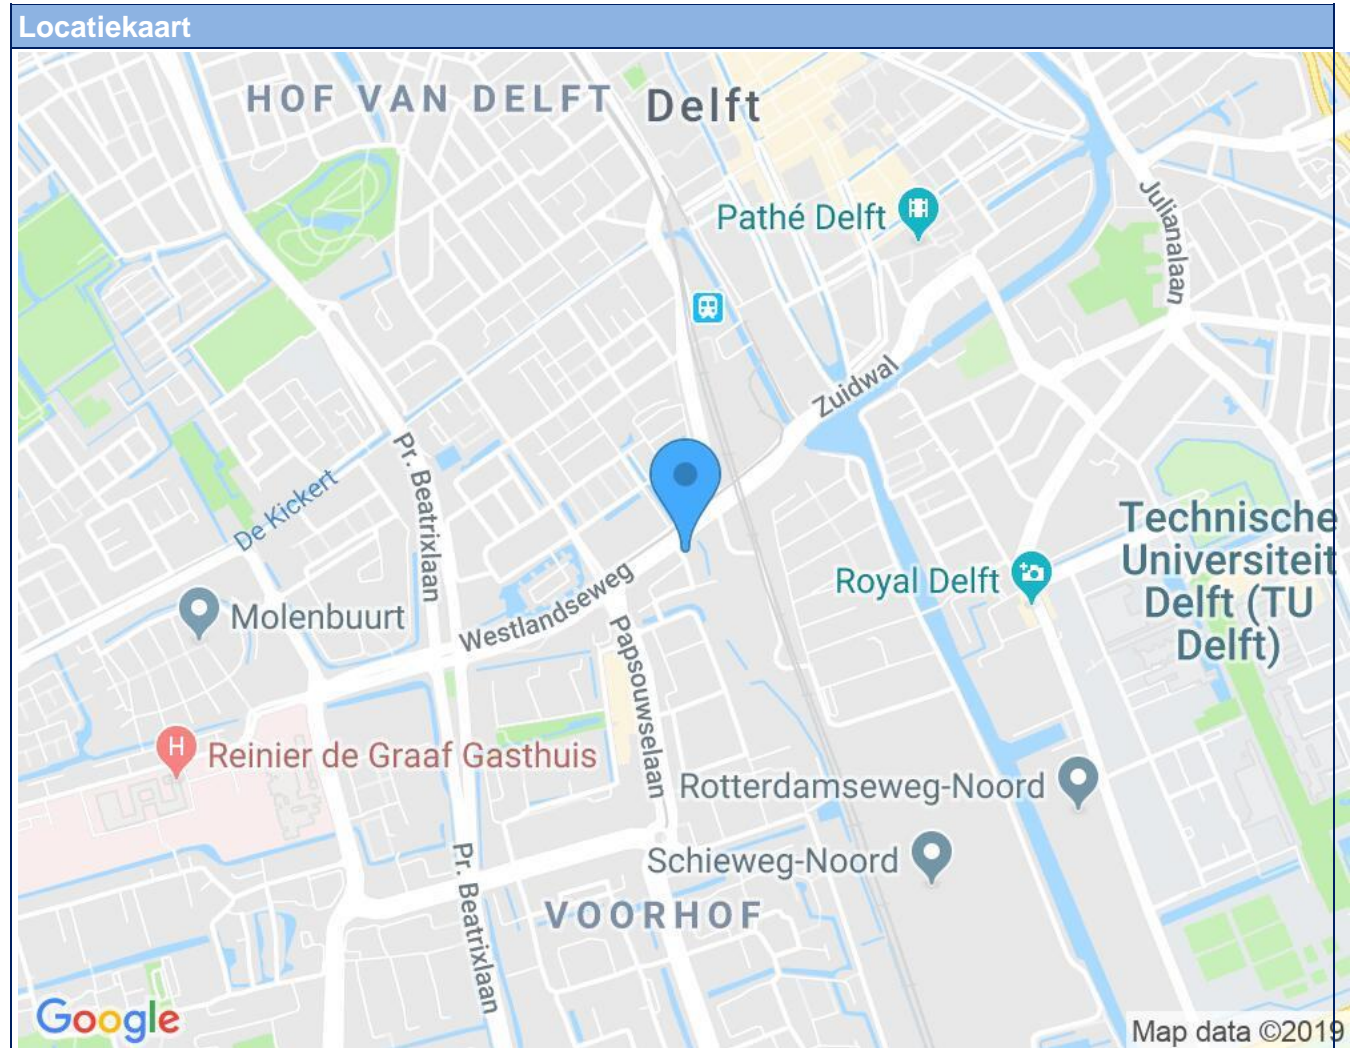 Locatiekaart
HOF VAN DELFT
Delft
Pathé Delft
Julianalaan
Zuidwal
Pr. Beatrixlaan
De Kickert
Technische
Universiteit
Delft (TU
Delft)
Royal Delft
Westlandseweg
Molenbuurt
Papsouwselaan
H
Reinier de Graaf Gasthuis
Rotterdamseweg-Noord
Schieweg-Noord
Pr. Beatrixlaan
VOORHOF
Google
Map data ©2019